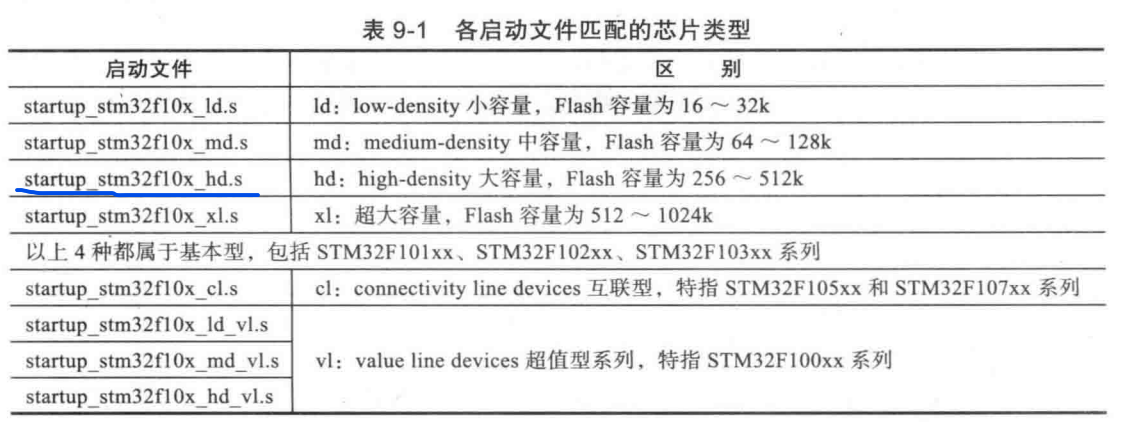 表 9-1 各启动文件匹配的芯片类型
启动文件 区 别
startup_stm32f10x_ld.s ld：low-density 小容量，Flash 容量为 16 ～ 32k
startup_stm32f10x_md.s md：medium-density 中容量，Flash 容量为 64 ～ 128k
startup_stm32f10x_hd.s hd：high-density 大容量，Flash 容量为 256 ～ 512k
startup_stm32f10x_xl.s xl：超大容量，Flash 容量为 512 ～ 1024k
以上 4 种都属于基本型，包括 STM32F101xx、STM32F102xx、STM32F103xx 系列
startup_stm32f10x_cl.s cl：connectivity line devices 互联型，特指 STM32F105xx 和 STM32F107xx 系列
startup_stm32f10x_ld_vl.s
startup_stm32f10x_md_vl.s vl：value line devices 超值型系列，特指 STM32F100xx 系列
startup_stm32f10x_hd_vl.s